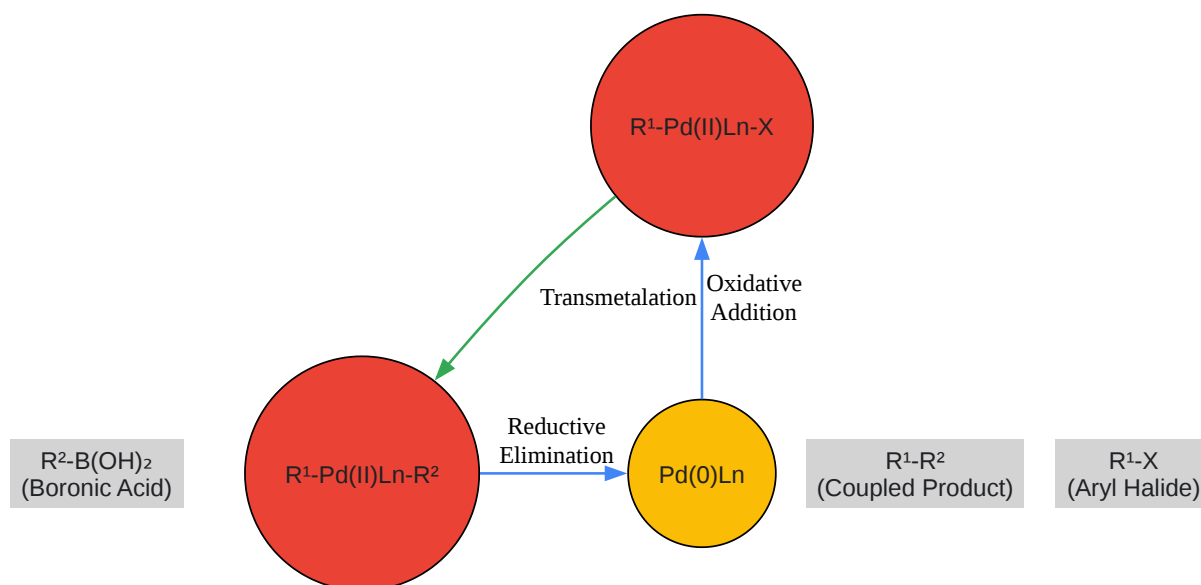 R¹-Pd(II)Ln-X
Transmetalation
Oxidative
Addition
Reductive
Elimination
R²-B(OH)₂
(Boronic Acid)
R¹-Pd(II)Ln-R²
Pd(0)Ln
R¹-R²
(Coupled Product)
R¹-X
(Aryl Halide)